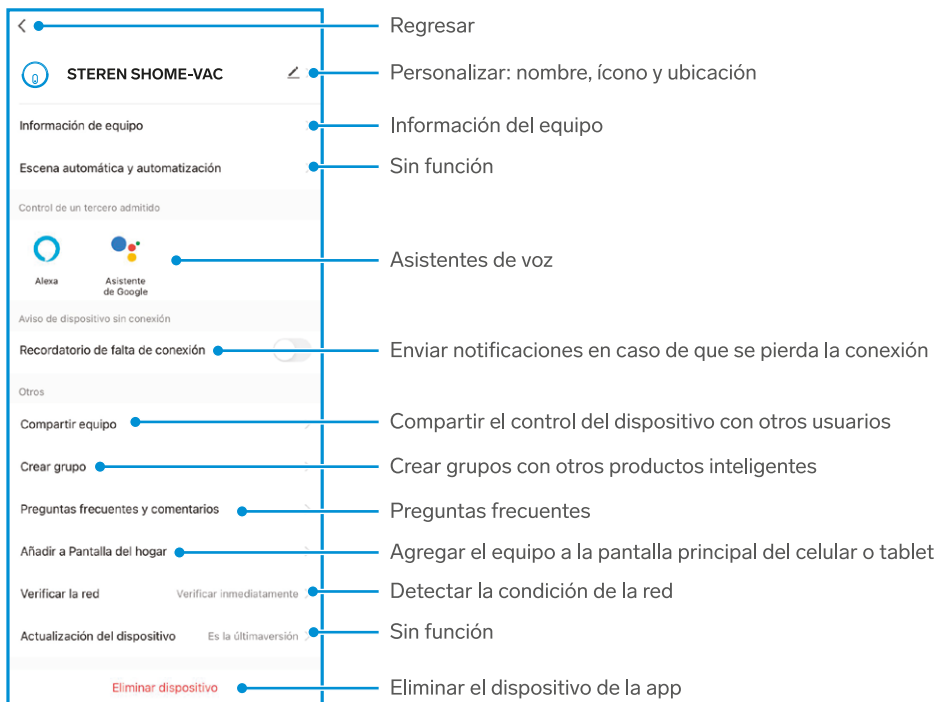 Regresar
STEREN SHOME-VAC
Personalizar: nombre, ícono y ubicación
Información de equipo
Información del equipo
Escena automática y automatización
Sin función
Control de un tercero admitido
Alexa
Asistente
de Google
Asistentes de voz
Aviso de dispositivo sin conexión
Recordatorio de falta de conexión
Enviar notificaciones en caso de que se pierda la conexión
Otros
Compartir equipo
Compartir el control del dispositivo con otros usuarios
Crear grupo
Crear grupos con otros productos inteligentes
Preguntas frecuentes y comentarios
Preguntas frecuentes
Añadir a Pantalla del hogar
Agregar el equipo a la pantalla principal del celular o tablet
Verificar la red
Verificar inmediatamente
Detectar la condición de la red
Actualización del dispositivo
Es la últimaversión
Sin función
Eliminar dispositivo
Eliminar el dispositivo de la app